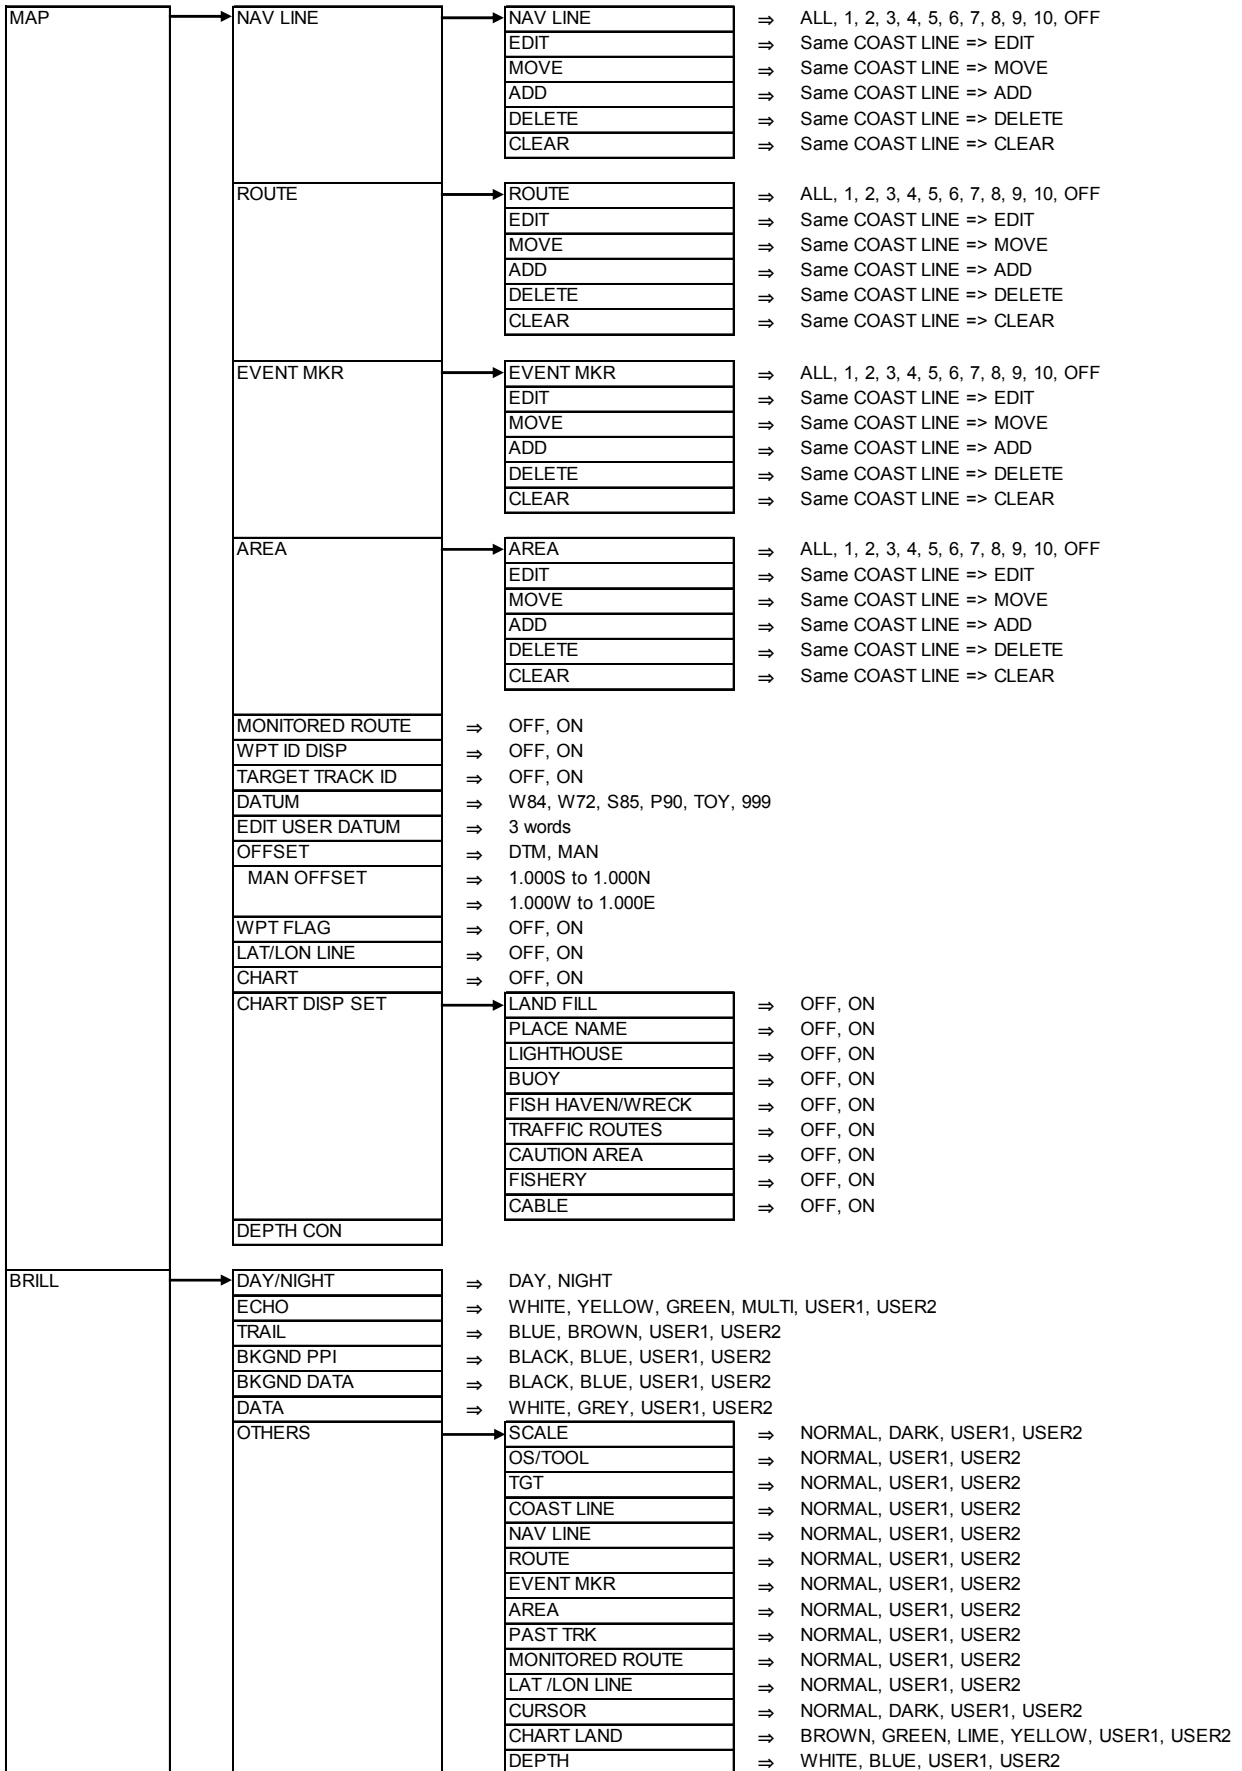 MAP NAV LINE NAV LINE ⇒ ALL, 1, 2, 3, 4, 5, 6, 7, 8, 9, 10, OFF
EDIT ⇒ Same COAST LINE => EDIT
MOVE ⇒ Same COAST LINE => MOVE
ADD ⇒ Same COAST LINE => ADD
DELETE ⇒ Same COAST LINE => DELETE
CLEAR ⇒ Same COAST LINE => CLEAR
ROUTE ROUTE ⇒ ALL, 1, 2, 3, 4, 5, 6, 7, 8, 9, 10, OFF
EDIT ⇒ Same COAST LINE => EDIT
MOVE ⇒ Same COAST LINE => MOVE
ADD ⇒ Same COAST LINE => ADD
DELETE ⇒ Same COAST LINE => DELETE
CLEAR ⇒ Same COAST LINE => CLEAR
EVENT MKR EVENT MKR ⇒ ALL, 1, 2, 3, 4, 5, 6, 7, 8, 9, 10, OFF
EDIT ⇒ Same COAST LINE => EDIT
MOVE ⇒ Same COAST LINE => MOVE
ADD ⇒ Same COAST LINE => ADD
DELETE ⇒ Same COAST LINE => DELETE
CLEAR ⇒ Same COAST LINE => CLEAR
AREA AREA ⇒ ALL, 1, 2, 3, 4, 5, 6, 7, 8, 9, 10, OFF
EDIT ⇒ Same COAST LINE => EDIT
MOVE ⇒ Same COAST LINE => MOVE
ADD ⇒ Same COAST LINE => ADD
DELETE ⇒ Same COAST LINE => DELETE
CLEAR ⇒ Same COAST LINE => CLEAR
MONITORED ROUTE ⇒ OFF, ON
WPT ID DISP ⇒ OFF, ON
TARGET TRACK ID ⇒ OFF, ON
DATUM ⇒ W84, W72, S85, P90, TOY, 999
EDIT USER DATUM ⇒ 3 words
OFFSET ⇒ DTM, MAN
MAN OFFSET ⇒ 1.000S to 1.000N
⇒ 1.000W to 1.000E
WPT FLAG ⇒ OFF, ON
LAT/LON LINE ⇒ OFF, ON
CHART ⇒ OFF, ON
CHART DISP SET LAND FILL ⇒ OFF, ON
PLACE NAME ⇒ OFF, ON
LIGHTHOUSE ⇒ OFF, ON
BUOY ⇒ OFF, ON
FISH HAVEN/WRECK ⇒ OFF, ON
TRAFFIC ROUTES ⇒ OFF, ON
CAUTION AREA ⇒ OFF, ON
FISHERY ⇒ OFF, ON
CABLE ⇒ OFF, ON
DEPTH CON
BRILL DAY/NIGHT ⇒ DAY, NIGHT
ECHO ⇒ WHITE, YELLOW, GREEN, MULTI, USER1, USER2
TRAIL ⇒ BLUE, BROWN, USER1, USER2
BKGND PPI ⇒ BLACK, BLUE, USER1, USER2
BKGND DATA ⇒ BLACK, BLUE, USER1, USER2
DATA ⇒ WHITE, GREY, USER1, USER2
OTHERS SCALE ⇒ NORMAL, DARK, USER1, USER2
OS/TOOL ⇒ NORMAL, USER1, USER2
TGT ⇒ NORMAL, USER1, USER2
COAST LINE ⇒ NORMAL, USER1, USER2
NAV LINE ⇒ NORMAL, USER1, USER2
ROUTE ⇒ NORMAL, USER1, USER2
EVENT MKR ⇒ NORMAL, USER1, USER2
AREA ⇒ NORMAL, USER1, USER2
PAST TRK ⇒ NORMAL, USER1, USER2
MONITORED ROUTE ⇒ NORMAL, USER1, USER2
LAT /LON LINE ⇒ NORMAL, USER1, USER2
CURSOR ⇒ NORMAL, DARK, USER1, USER2
CHART LAND ⇒ BROWN, GREEN, LIME, YELLOW, USER1, USER2
DEPTH ⇒ WHITE, BLUE, USER1, USER2